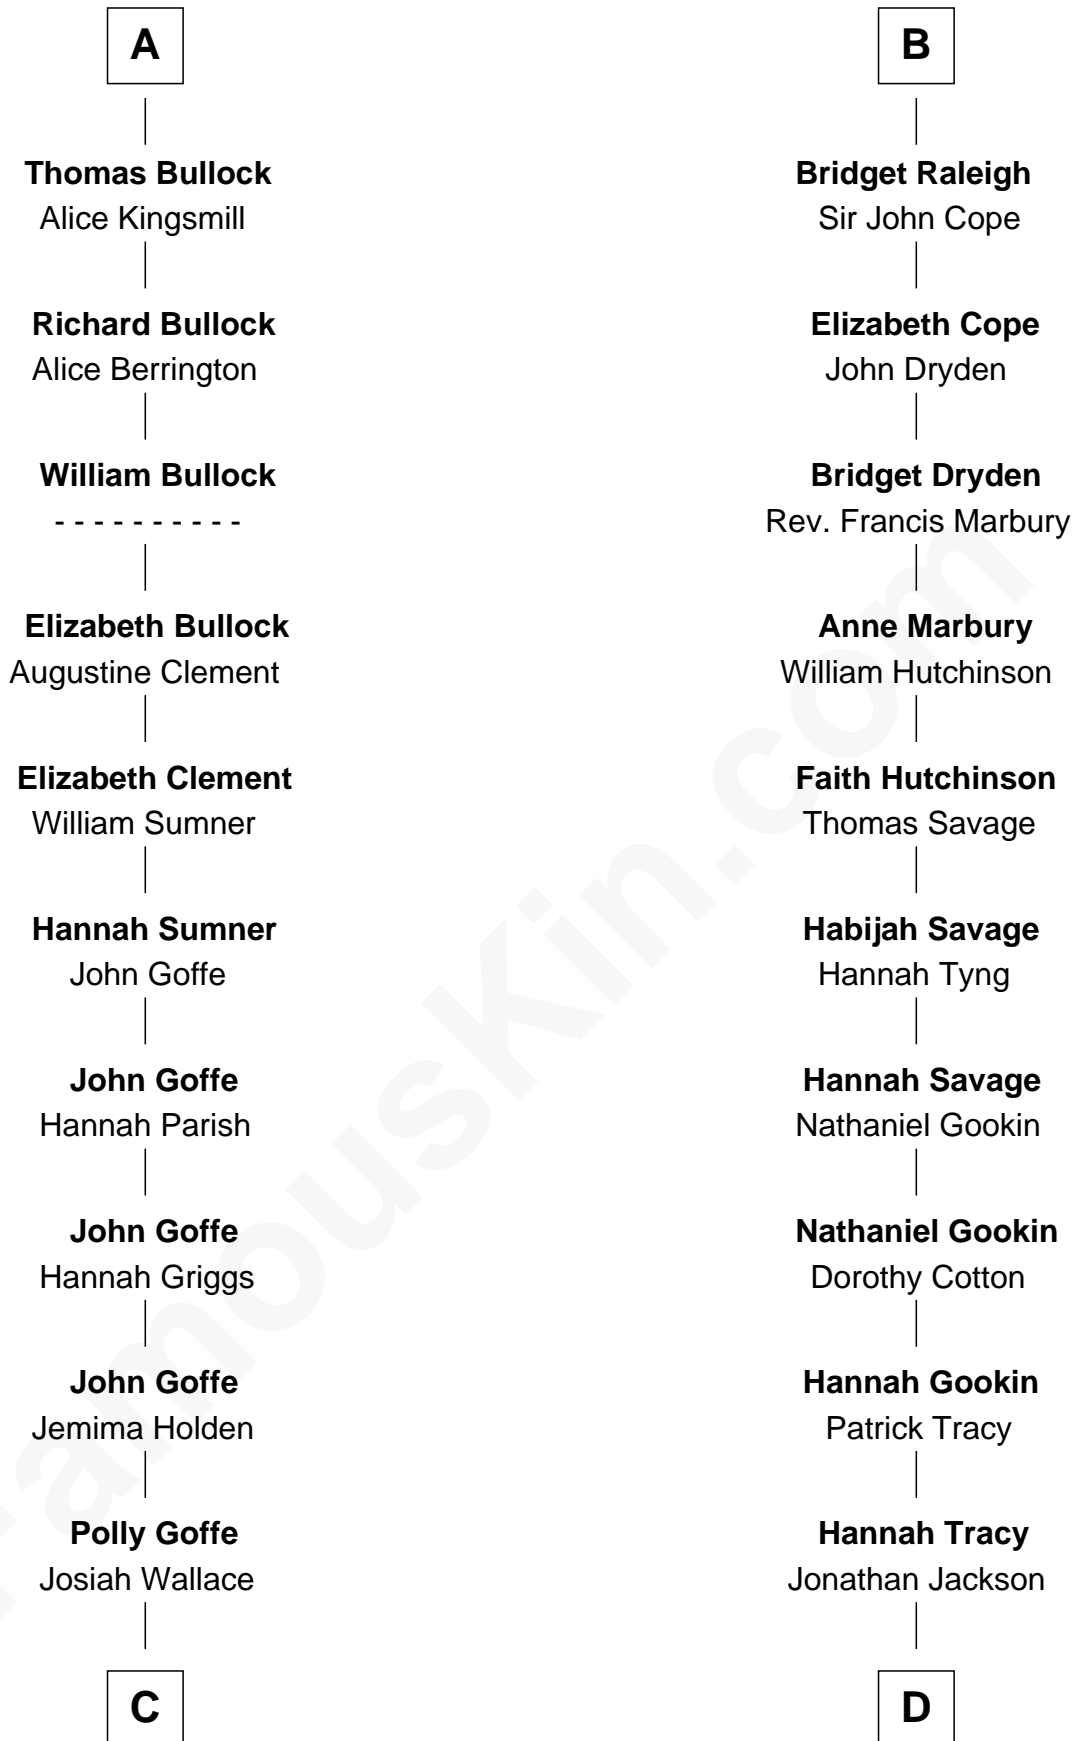 A
Thomas Bullock
Alice Kingsmill
Richard Bullock
Alice Berrington
William Bullock
- - - - - - - - - -
Elizabeth Bullock
Augustine Clement
Elizabeth Clement
William Sumner
Hannah Sumner
John Goffe
John Goffe
Hannah Parish
John Goffe
Hannah Griggs
John Goffe
Jemima Holden
Polly Goffe
Josiah Wallace
C
B
Bridget Raleigh
Sir John Cope
Elizabeth Cope
John Dryden
Bridget Dryden
Rev. Francis Marbury
Anne Marbury
William Hutchinson
Faith Hutchinson
Thomas Savage
Habijah Savage
Hannah Tyng
Hannah Savage
Nathaniel Gookin
Nathaniel Gookin
Dorothy Cotton
Hannah Gookin
Patrick Tracy
Hannah Tracy
Jonathan Jackson
D
FamousKin.com